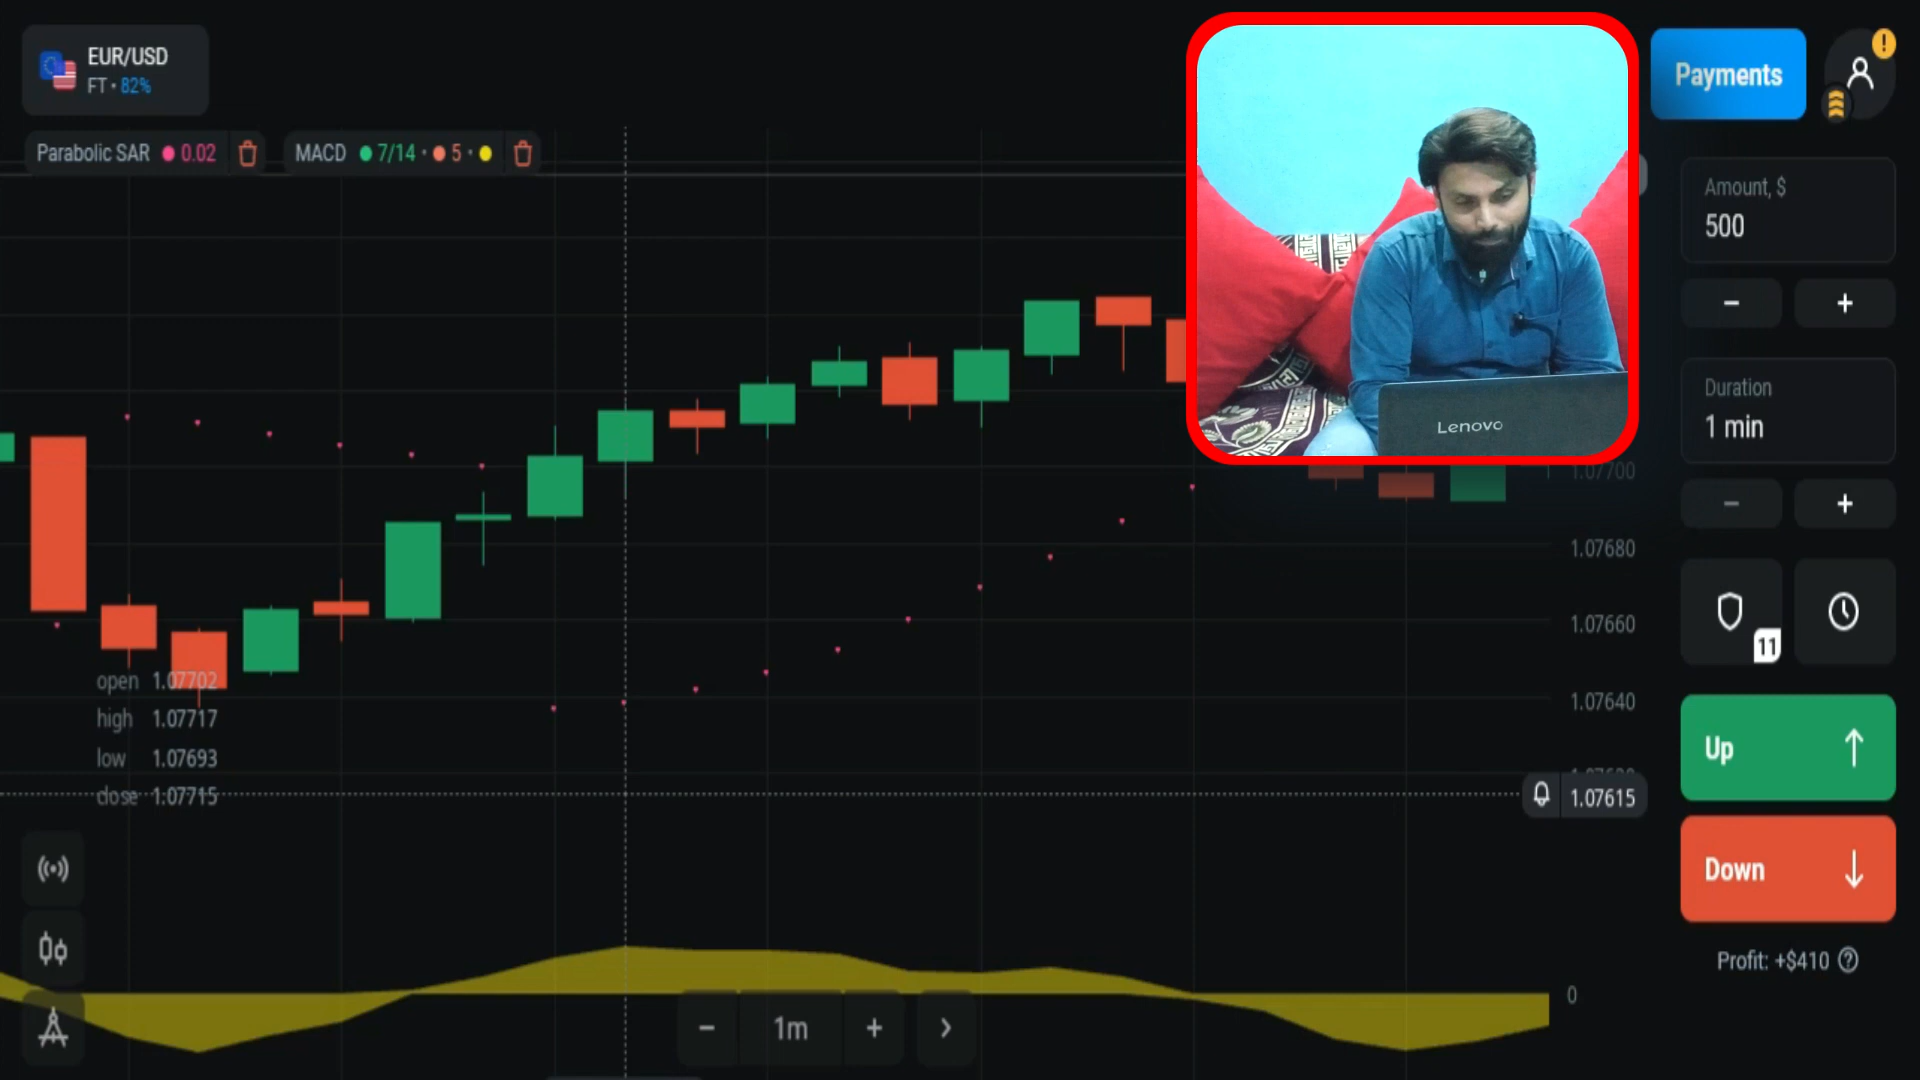 EUR/USD
FT • 82%
Payments
!
Parabolic SAR 0.02
MACD 7/14 • 5 •
Amount, $
500
− +
Duration
1 min
− +
Lenovo
1.07700
1.07680
1.07660
1.07640
11
open 1.07702
high 1.07717
low 1.07693
close 1.07715
1.07615
Up
Down
Profit: +$410 ?
0
− 1m + >